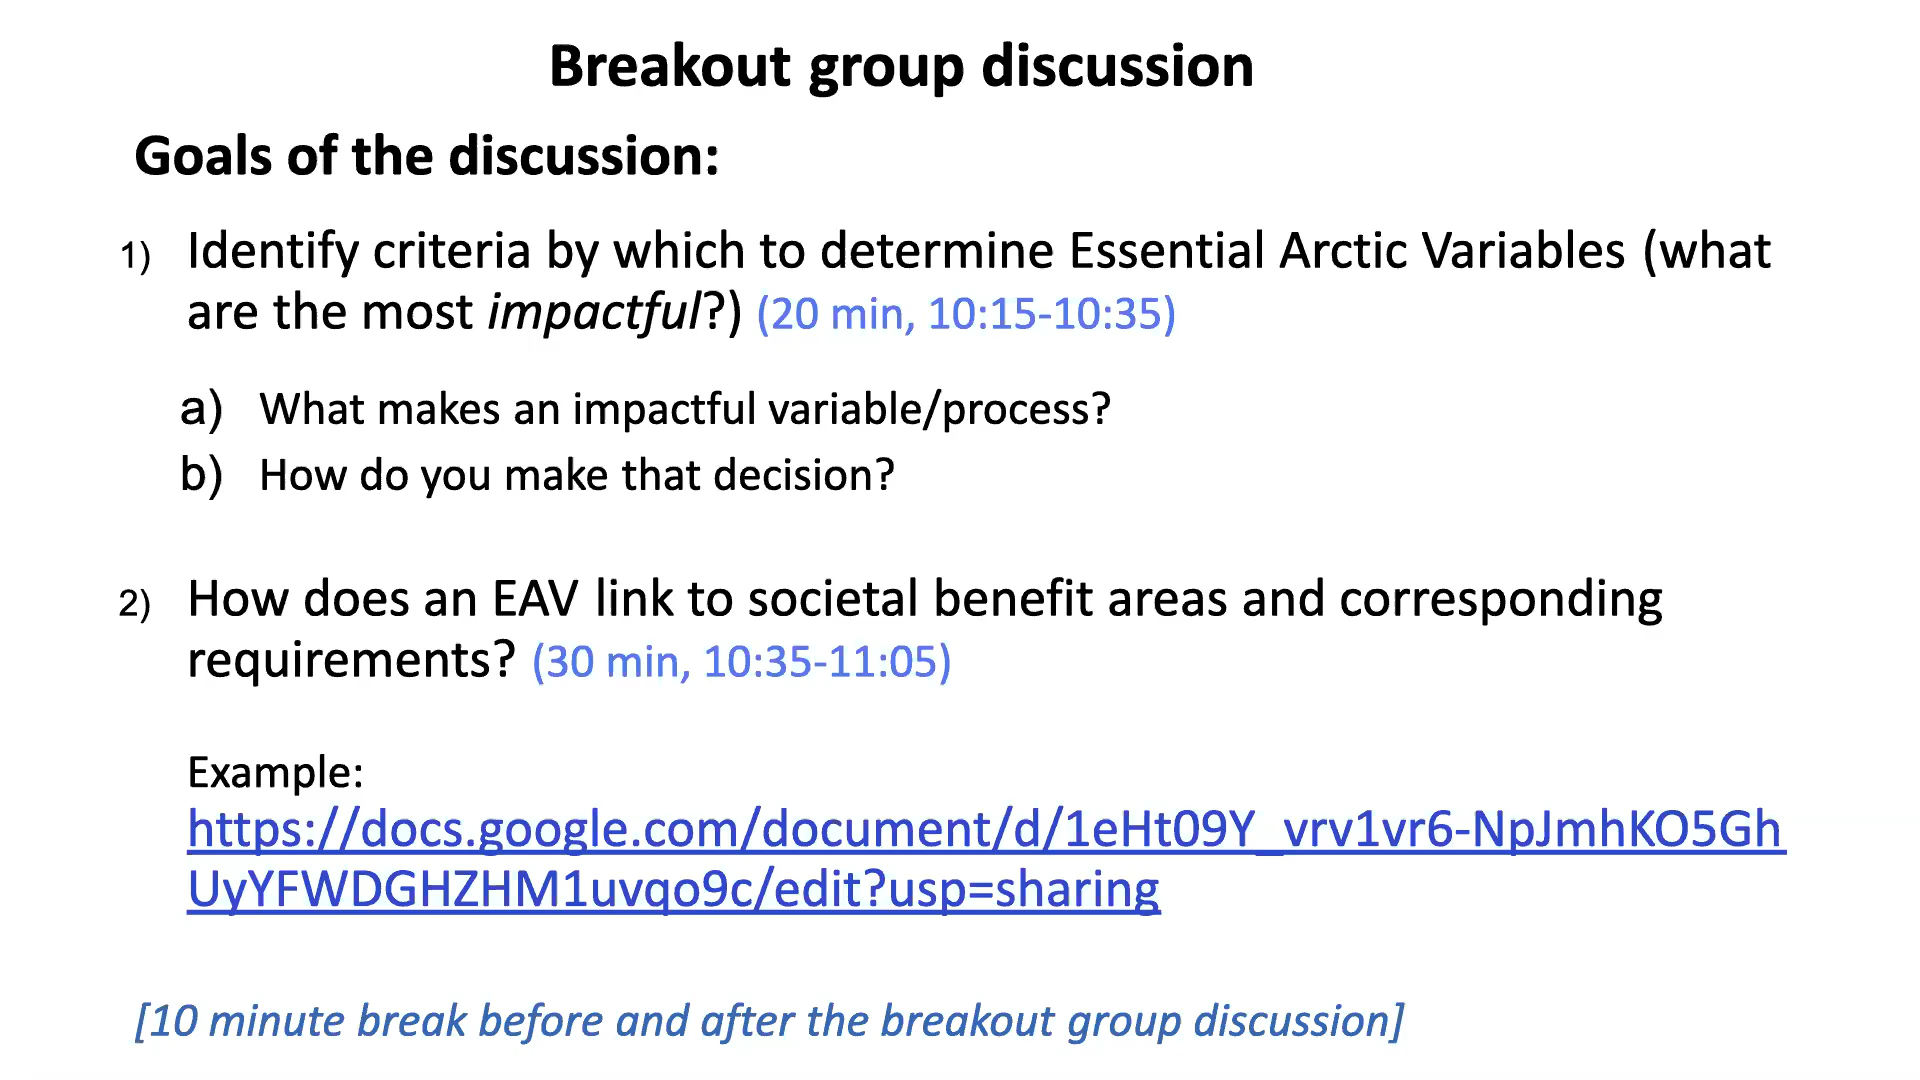 Breakout group discussion
Goals of the discussion:
1) Identify criteria by which to determine Essential Arctic Variables (what
are the most impactful?) (20 min, 10:15-10:35)
a) What makes an impactful variable/process?
b) How do you make that decision?
2) How does an EAV link to societal benefit areas and corresponding
requirements? (30 min, 10:35-11:05)
Example:
https://docs.google.com/document/d/1eHt09Y_vrv1vr6-NpJmhKO5Gh
UyYFWDGHZHM1uvqo9c/edit?usp=sharing
[10 minute break before and after the breakout group discussion]